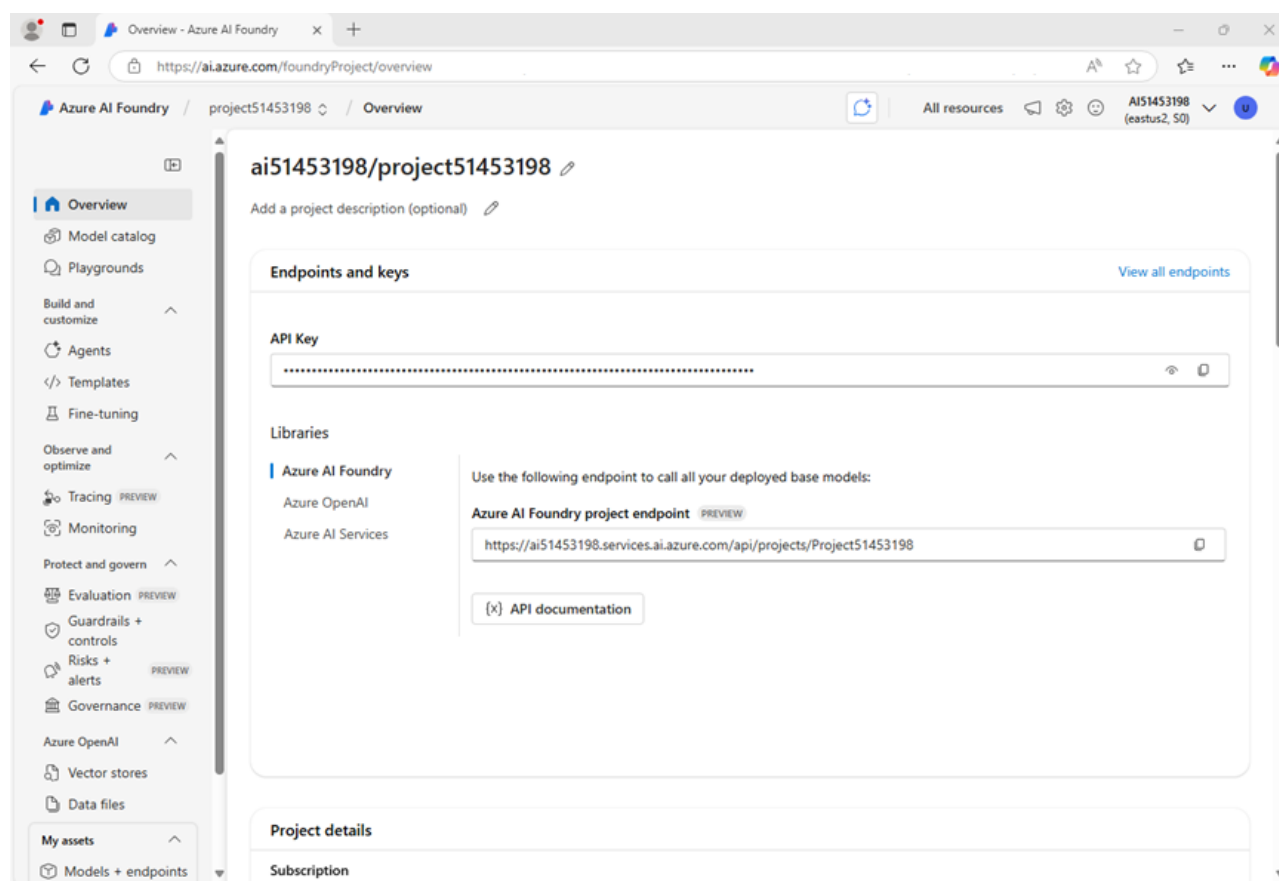 Overview - Azure AI Foundry
https://ai.azure.com/foundryProject/overview
Azure AI Foundry / project51453198 / Overview
All resources
AI51453198
(eastus2, S0)
U
Overview
Model catalog
Playgrounds
Build and
customize
Agents
Templates
Fine-tuning
Observe and
optimize
Tracing PREVIEW
Monitoring
Protect and govern
Evaluation PREVIEW
Guardrails +
controls
Risks +
alerts PREVIEW
Governance PREVIEW
Azure OpenAI
Vector stores
Data files
My assets
Models + endpoints
ai51453198/project51453198
Add a project description (optional)
Endpoints and keys
View all endpoints
API Key
Libraries
Azure AI Foundry
Azure OpenAI
Azure AI Services
Use the following endpoint to call all your deployed base models:
Azure AI Foundry project endpoint PREVIEW
https://ai51453198.services.ai.azure.com/api/projects/Project51453198
{x} API documentation
Project details
Subscription